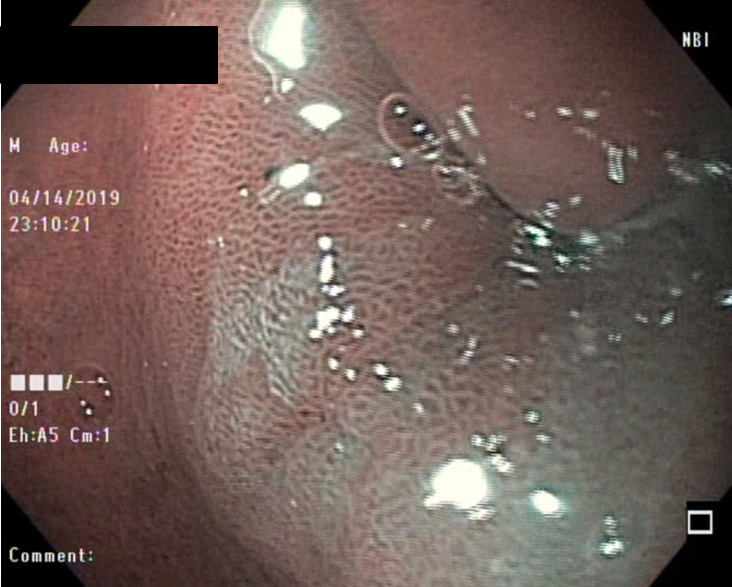 NBI
M Age:
04/14/2019
23:10:21
■■■/--
0/1
Eh:A5 Cm:1
Comment: